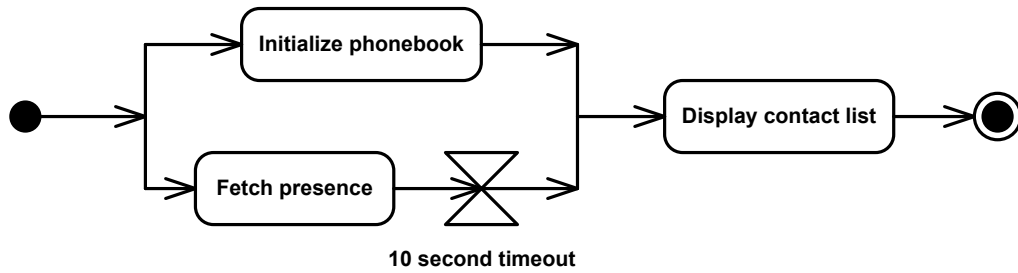 Initialize phonebook
Display contact list
Fetch presence
10 second timeout